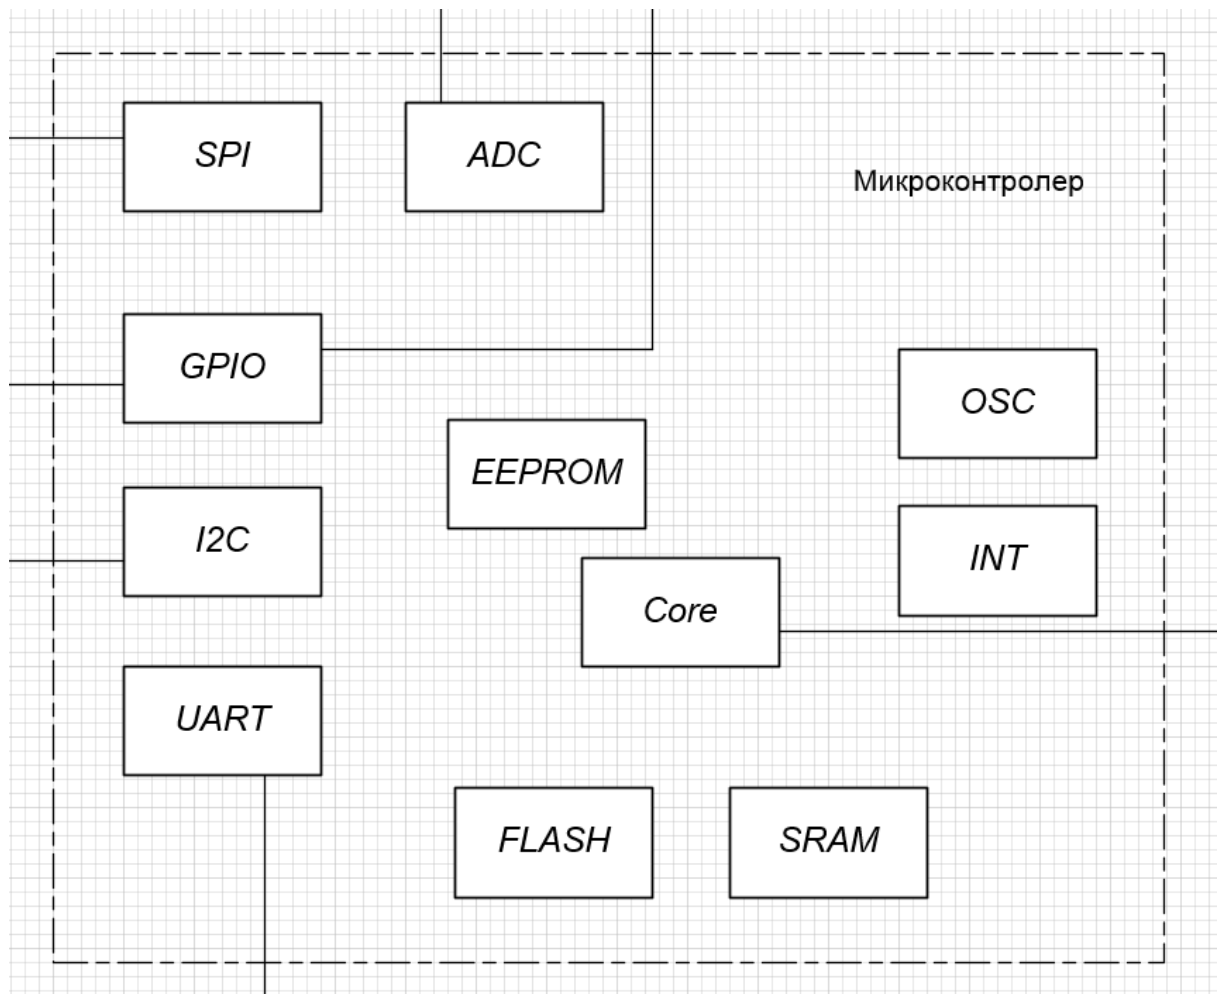 SPI
ADC
Микроконтролер
GPIO
OSC
EEPROM
I2C
INT
Core
UART
FLASH
SRAM